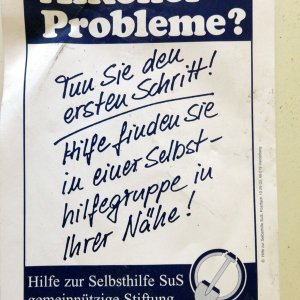 Probleme?
Tun Sie den
ersten Schritt!
Hilfe finden Sie
in einer Selbst-
hilfegruppe in
Ihrer Nähe!
Hilfe zur Selbsthilfe SuS
gemeinnützige Stiftung